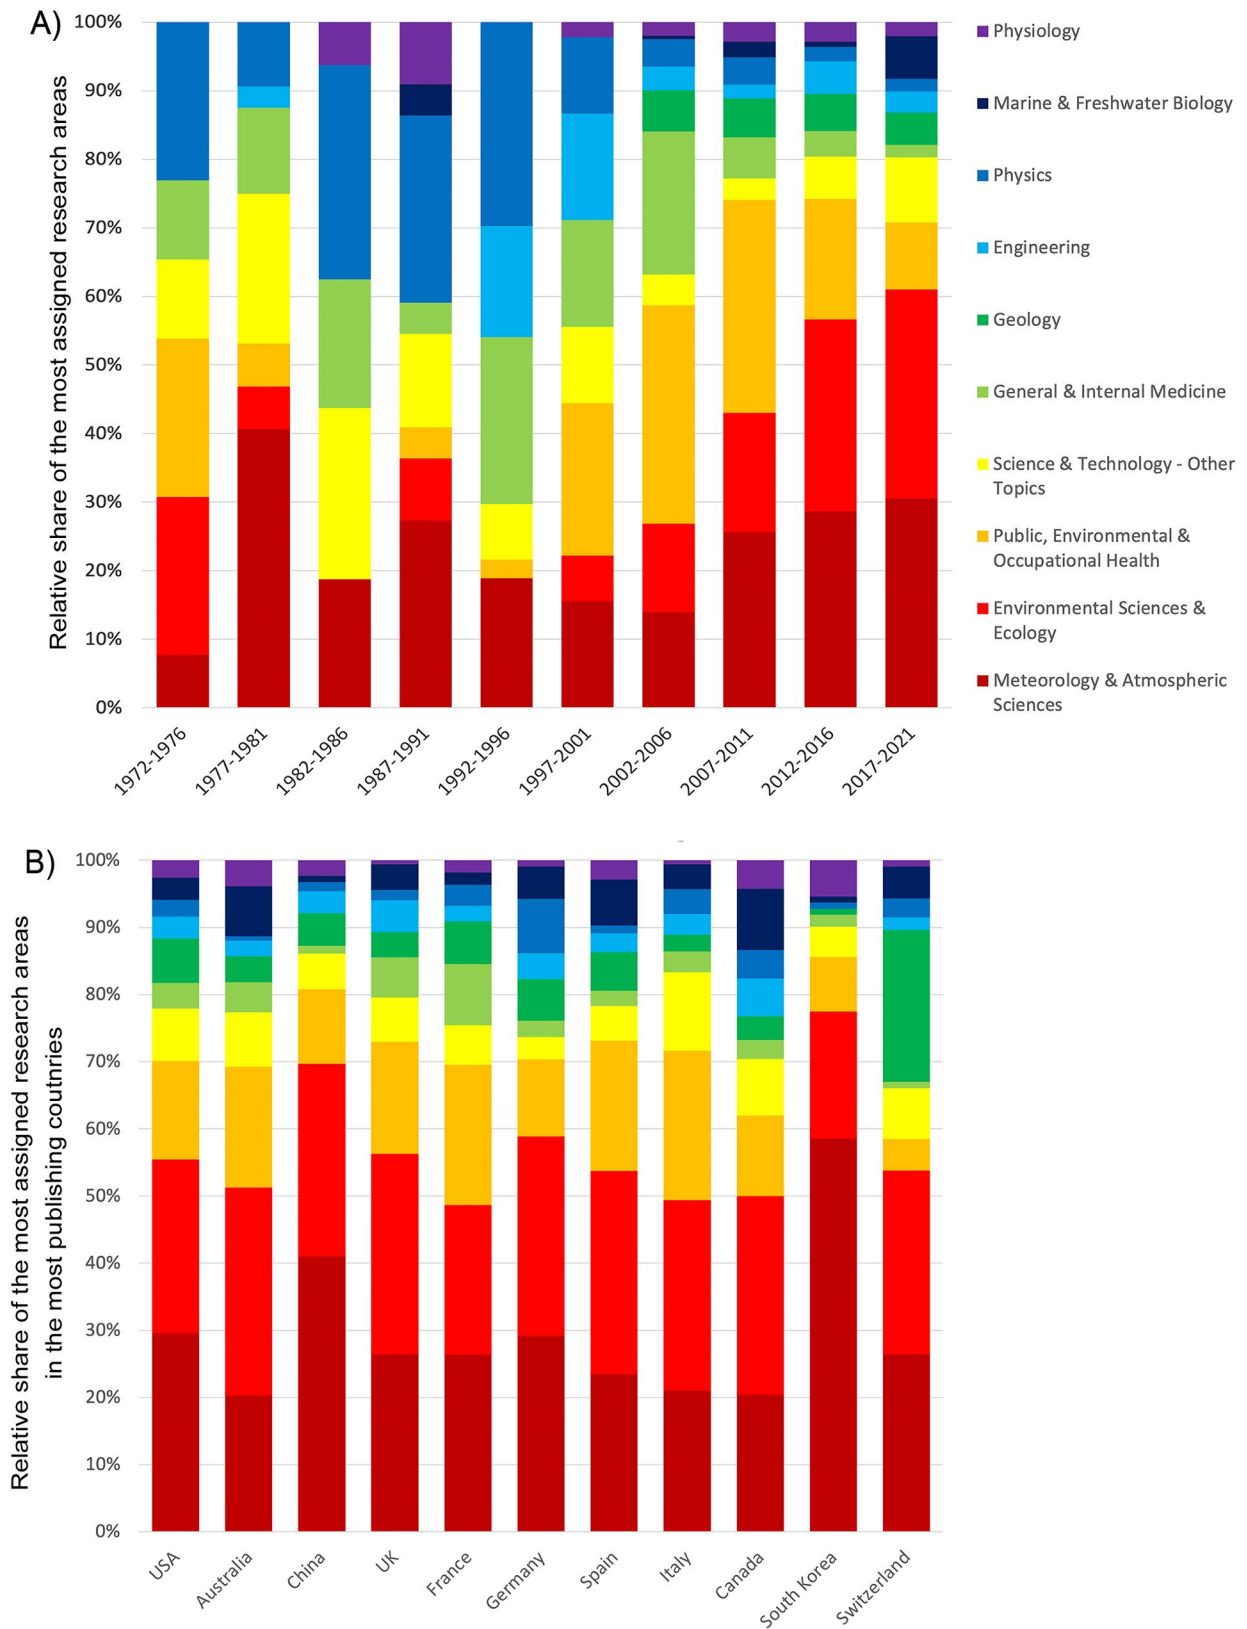 A)
Relative share of the most assigned research areas
100%
90%
80%
70%
60%
50%
40%
30%
20%
10%
0%
1972-1976
1977-1981
1982-1986
1987-1991
1992-1996
1997-2001
2002-2006
2007-2011
2012-2016
2017-2021
Physiology
Marine & Freshwater Biology
Physics
Engineering
Geology
General & Internal Medicine
Science & Technology - Other
Topics
Public, Environmental &
Occupational Health
Environmental Sciences &
Ecology
Meteorology & Atmospheric
Sciences
B)
Relative share of the most assigned research areas
in the most publishing coutnries
100%
90%
80%
70%
60%
50%
40%
30%
20%
10%
0%
USA
Australia
China
UK
France
Germany
Spain
Italy
Canada
South Korea
Switzerland